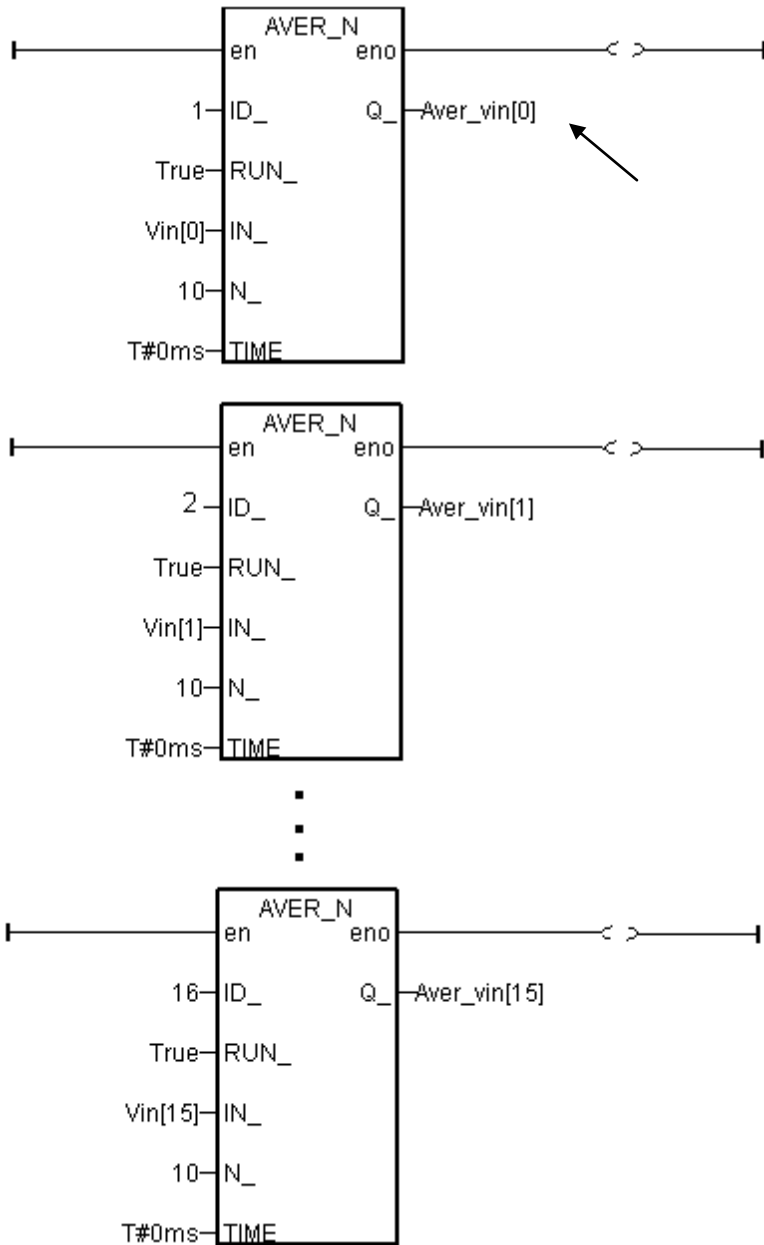 AVER_N
en eno
1 ID_ Q_ Aver_vin[0]
True RUN_
Vin[0] IN_
10 N_
T#0ms TIME
AVER_N
en eno
2 ID_ Q_ Aver_vin[1]
True RUN_
Vin[1] IN_
10 N_
T#0ms TIME
AVER_N
en eno
16 ID_ Q_ Aver_vin[15]
True RUN_
Vin[15] IN_
10 N_
T#0ms TIME